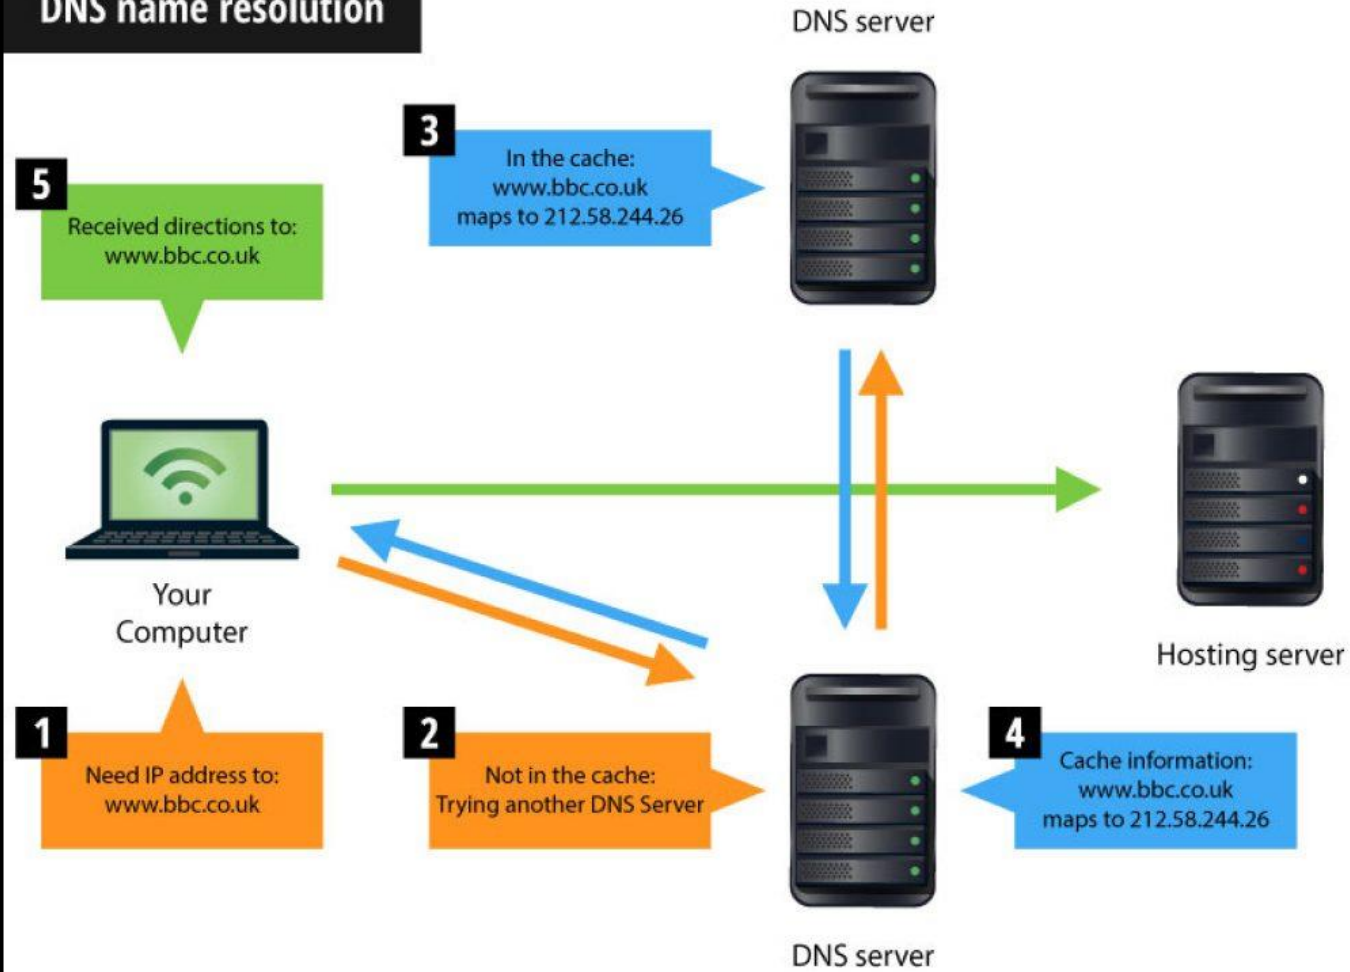 DNS name resolution
DNS server
3
In the cache:
www.bbc.co.uk
maps to 212.58.244.26
5
Received directions to:
www.bbc.co.uk
Your
Computer
Hosting server
1
Need IP address to:
www.bbc.co.uk
2
Not in the cache:
Trying another DNS Server
4
Cache information:
www.bbc.co.uk
maps to 212.58.244.26
DNS server